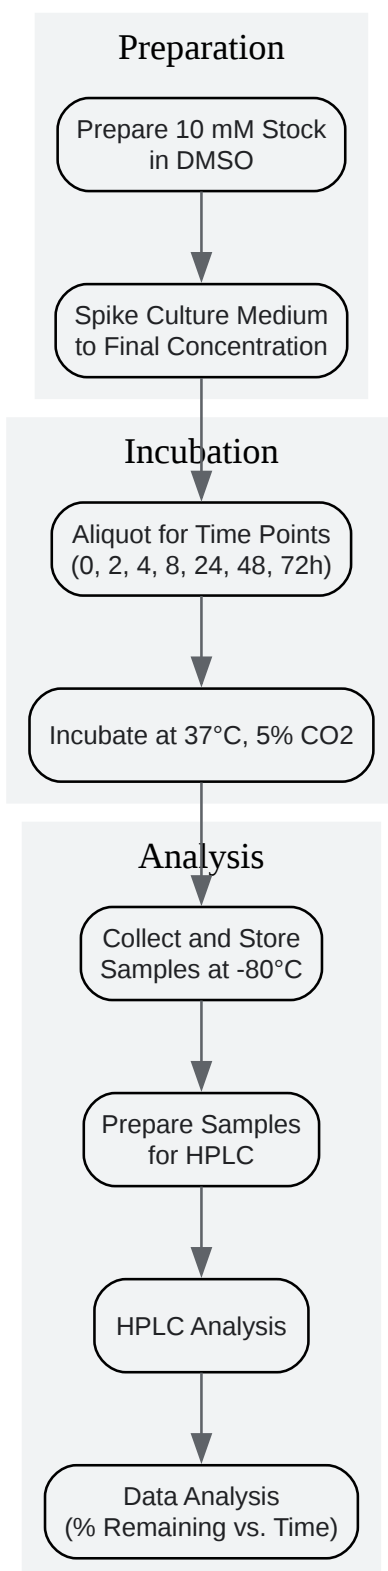 Preparation
Prepare 10 mM Stock
in DMSO
Spike Culture Medium
to Final Concentration
Incubation
Aliquot for Time Points
(0, 2, 4, 8, 24, 48, 72h)
Incubate at 37°C, 5% CO2
Analysis
Collect and Store
Samples at -80°C
Prepare Samples
for HPLC
HPLC Analysis
Data Analysis
(% Remaining vs. Time)